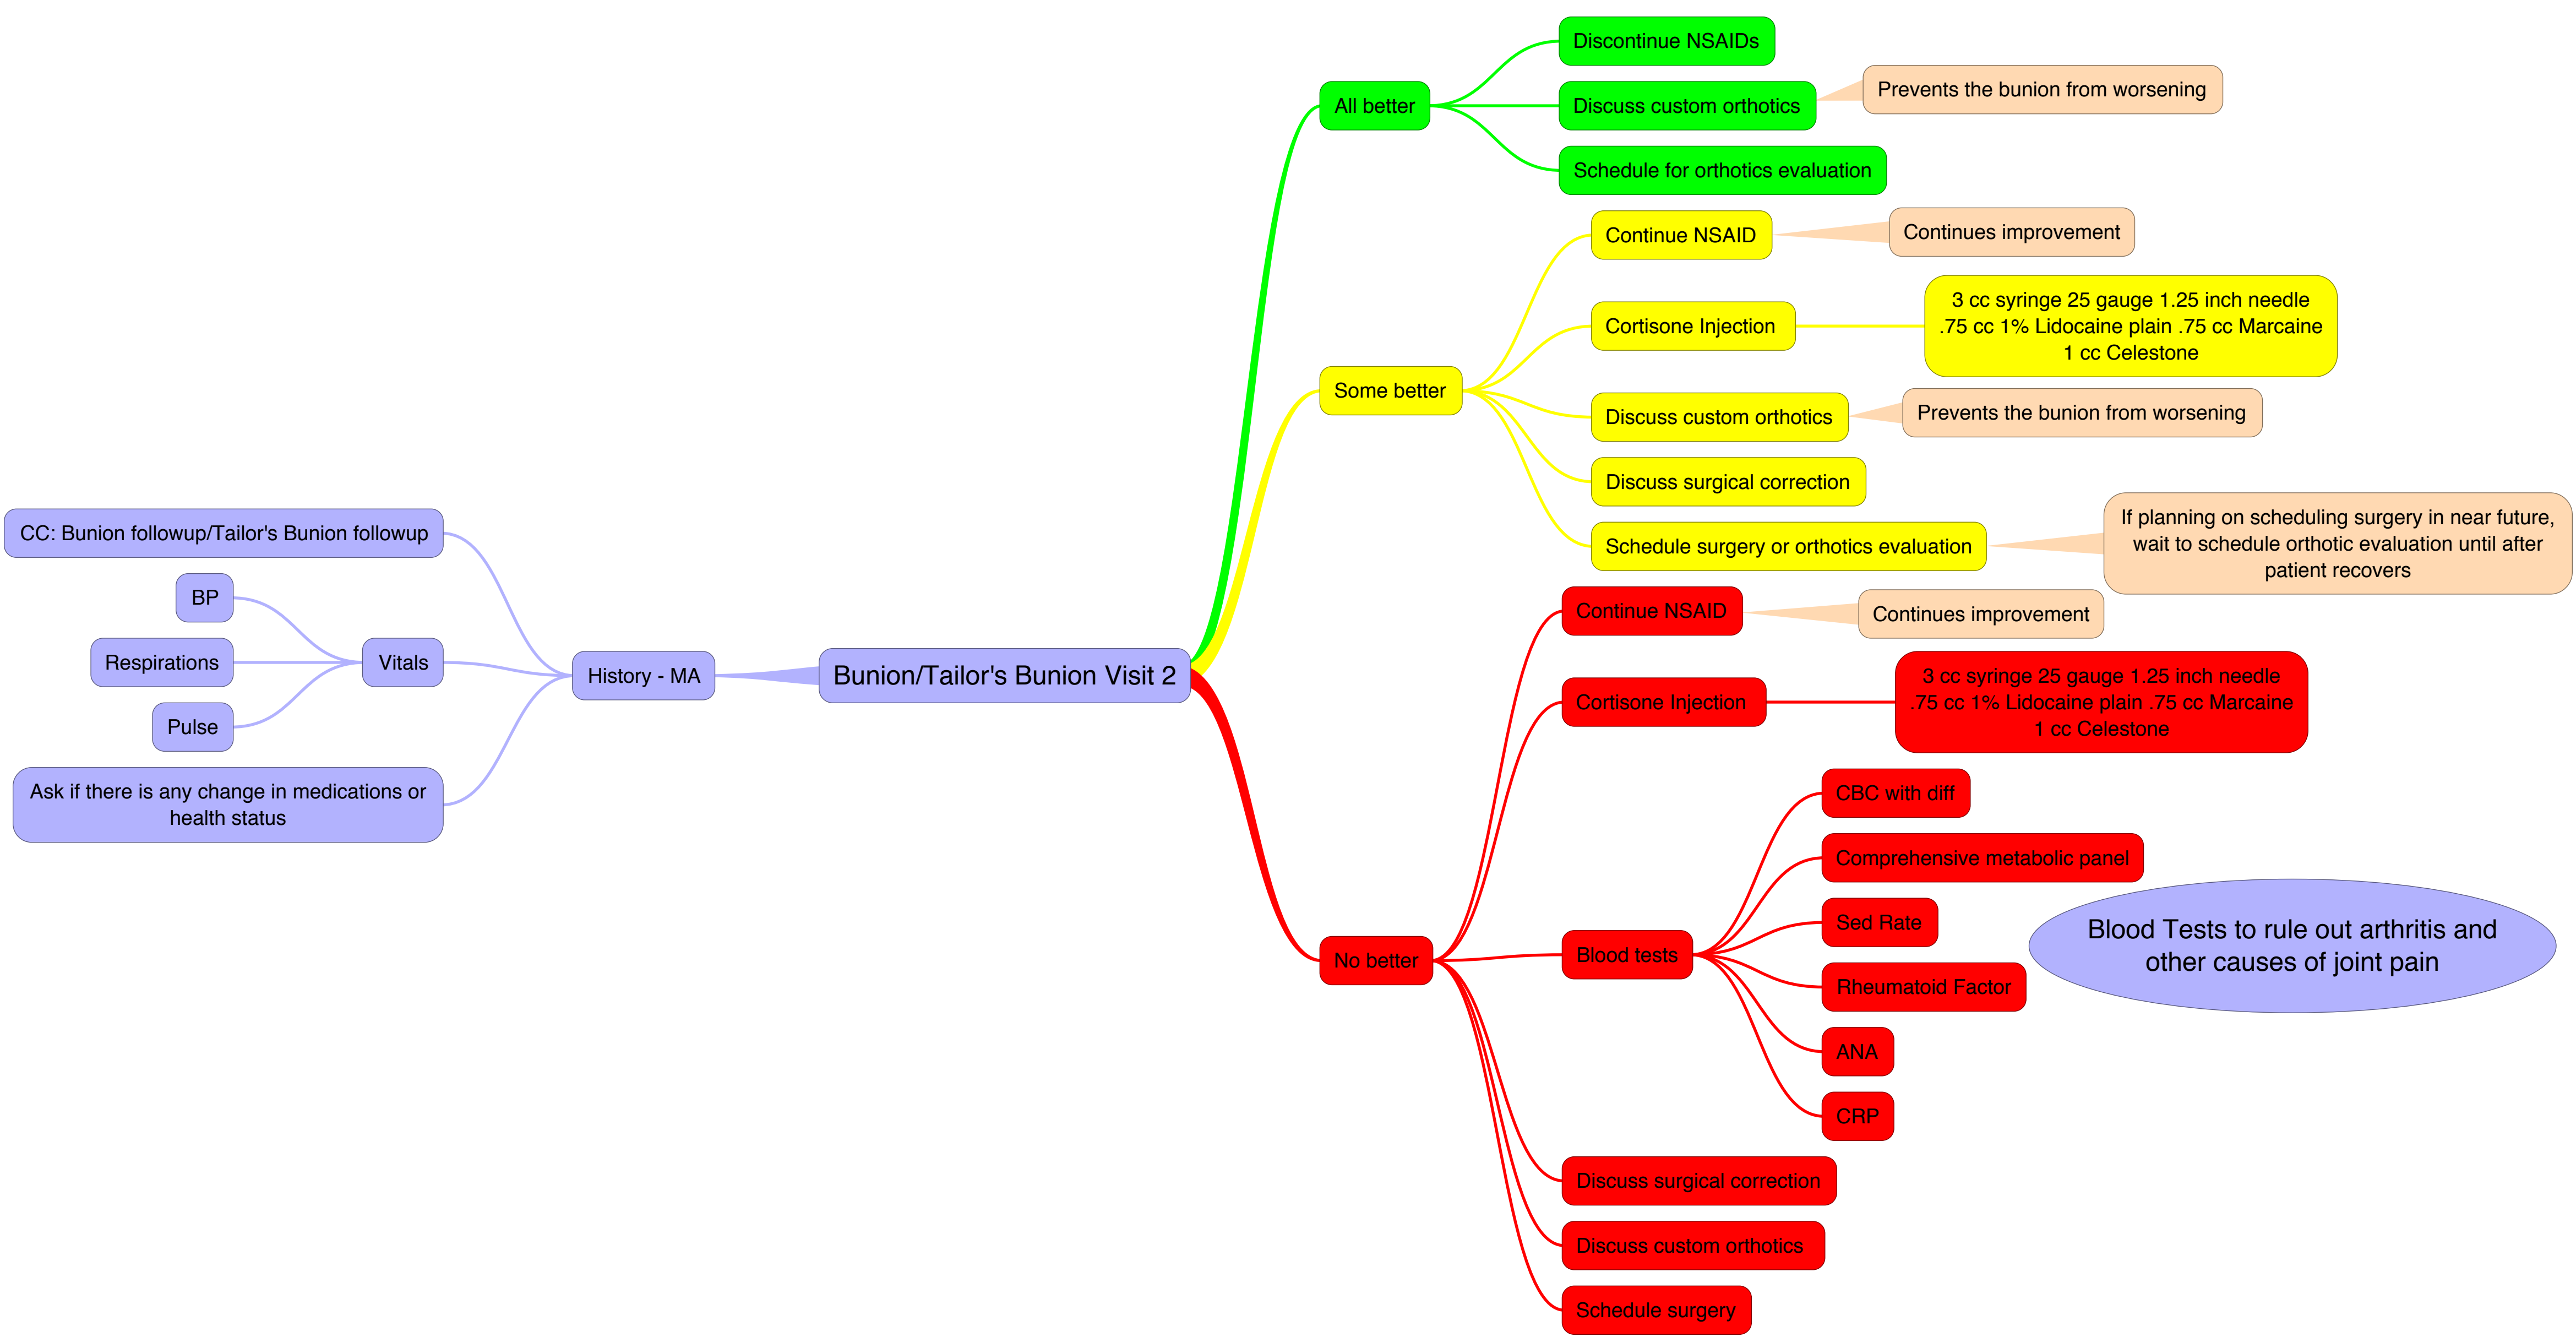 Bunion/Tailor's Bunion Visit 2
History - MA
CC: Bunion followup/Tailor's Bunion followup
Vitals
BP
Respirations
Pulse
Ask if there is any change in medications or
health status
All better
Discontinue NSAIDs
Discuss custom orthotics
Prevents the bunion from worsening
Schedule for orthotics evaluation
Some better
Continue NSAID
Continues improvement
Cortisone Injection
3 cc syringe 25 gauge 1.25 inch needle
.75 cc 1% Lidocaine plain .75 cc Marcaine
1 cc Celestone
Discuss custom orthotics
Prevents the bunion from worsening
Discuss surgical correction
Schedule surgery or orthotics evaluation
If planning on scheduling surgery in near future,
wait to schedule orthotic evaluation until after
patient recovers
No better
Continue NSAID
Continues improvement
Cortisone Injection
3 cc syringe 25 gauge 1.25 inch needle
.75 cc 1% Lidocaine plain .75 cc Marcaine
1 cc Celestone
Blood tests
CBC with diff
Comprehensive metabolic panel
Sed Rate
Rheumatoid Factor
ANA
CRP
Blood Tests to rule out arthritis and
other causes of joint pain
Discuss surgical correction
Discuss custom orthotics
Schedule surgery